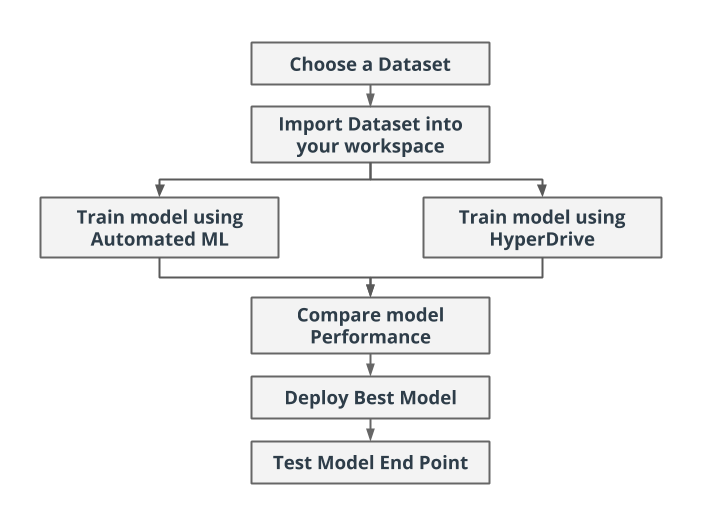 Choose a Dataset
Import Dataset into
your workspace
Train model using
Automated ML
Train model using
HyperDrive
Compare model
Performance
Deploy Best Model
Test Model End Point